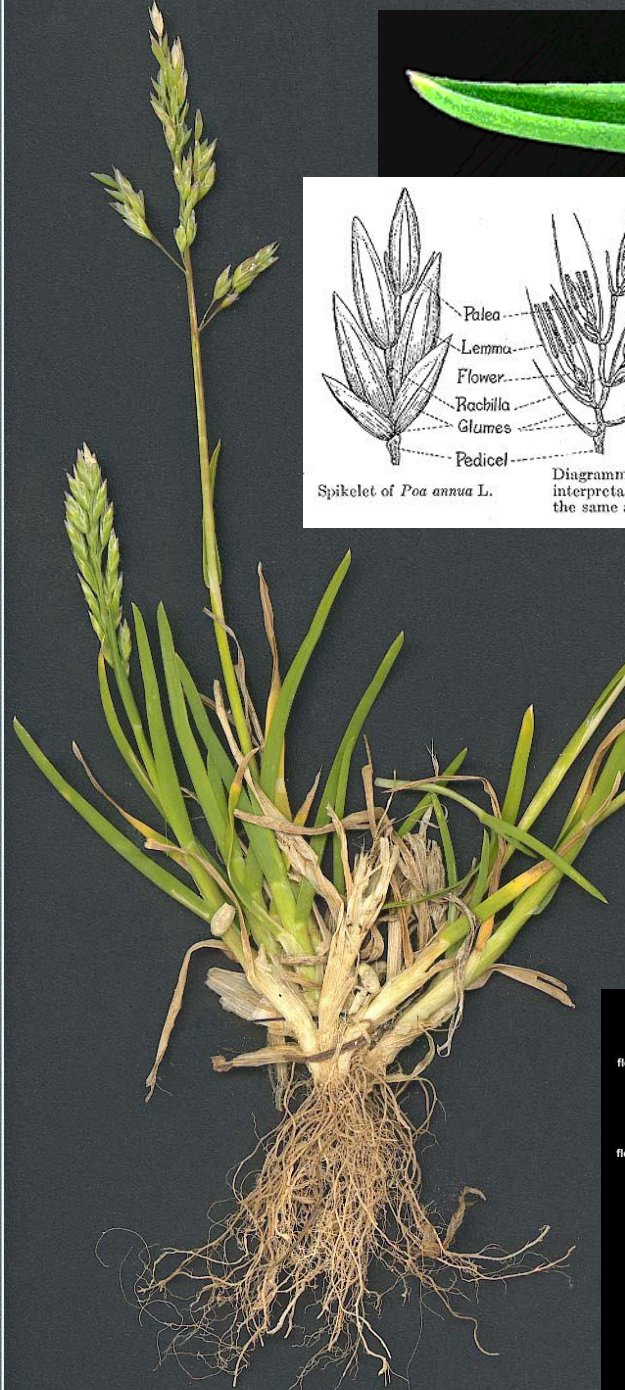 Palea
Lemma
Flower
Rachilla
Glumes
Pedicel
Spikelet of Poa annua L.
Diagramm
interpreta
the same a